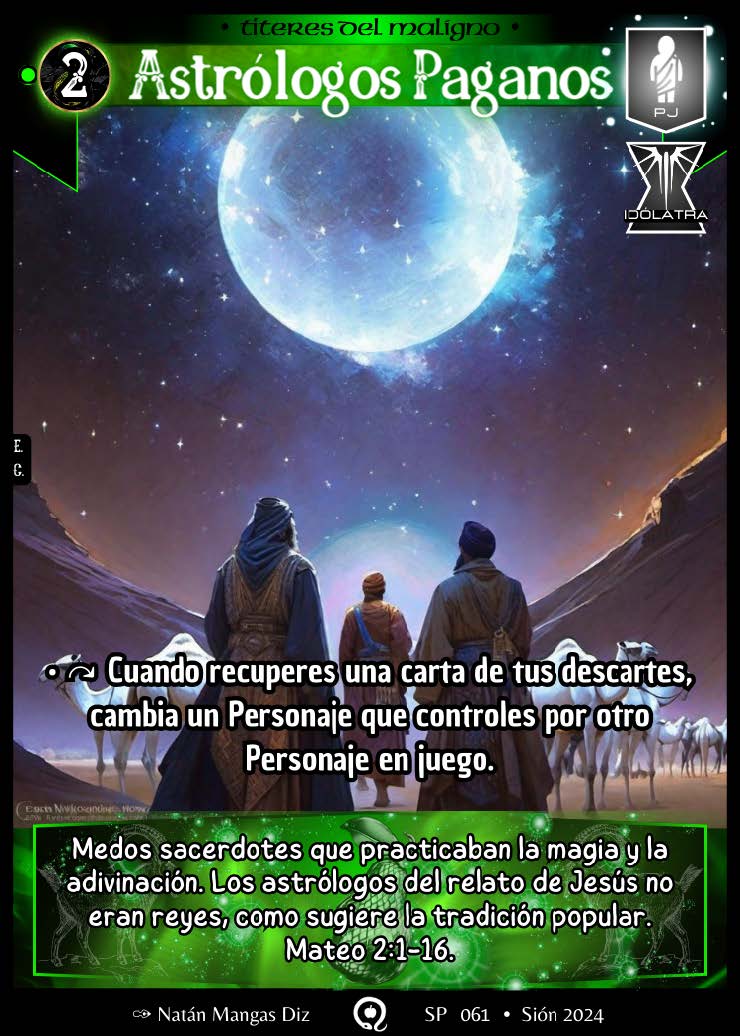 • títeres del maligno •
2 Astrólogos Paganos
PJ
IDÓLATRA
E.
C.
• Cuando recuperes una carta de tus descartes,
cambia un Personaje que controles por otro
Personaje en juego.
Medos sacerdotes que practicaban la magia y la
adivinación. Los astrólogos del relato de Jesús no
eran reyes, como sugiere la tradición popular.
Mateo 2:1-16.
Natán Mangas Diz SP 061 • Sión 2024